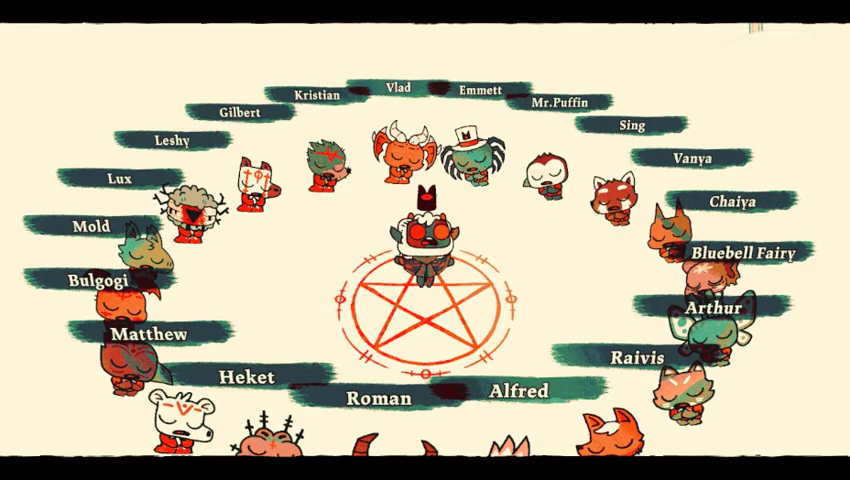 Vlad
Kristian
Emmett
Gilbert
Mr.Puffin
Leshy
Sing
Lux
Vanya
Mold
Chaiya
Bulgogi
Bluebell Fairy
Matthew
Arthur
Heket
Raivis
Roman
Alfred